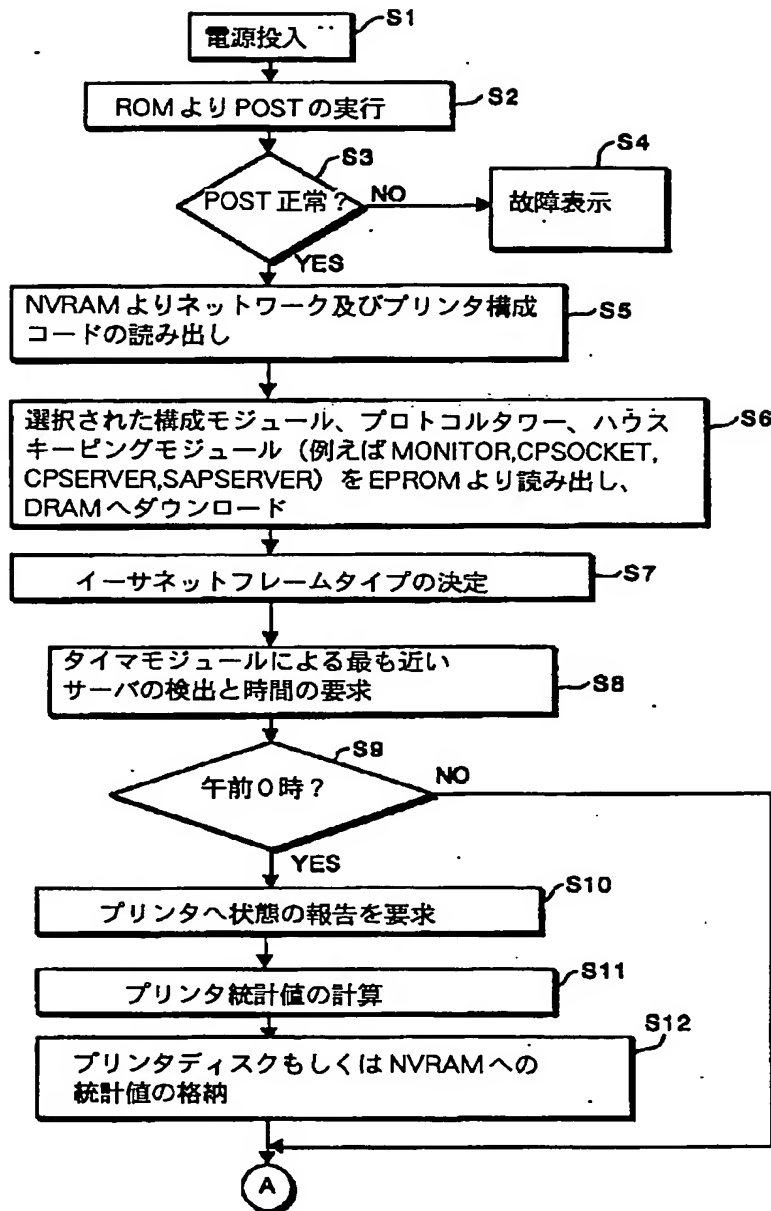 電源投入
S1
ROMよりPOSTの実行
S2
S3
POST正常？
NO
S4
故障表示
YES
NVRAMよりネットワーク及びプリンタ構成
コードの読み出し
S5
選択された構成モジュール、プロトコルタワー、ハウス
キーピングモジュール（例えばMONITOR,CPSOCKET,
CPSERVER,SAPSERVER）をEPROMより読み出し、
DRAMへダウンロード
S6
イーサネットフレームタイプの決定
S7
タイマモジュールによる最も近い
サーバの検出と時間の要求
S8
S9
午前0時？
NO
YES
プリンタへ状態の報告を要求
S10
プリンタ統計値の計算
S11
プリンタディスクもしくはNVRAMへの
統計値の格納
S12
A